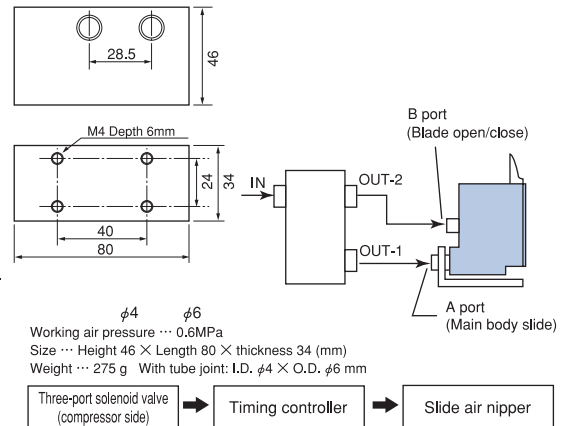 28.5
46
M4 Depth 6mm
24
34
40
80
B port
(Blade open/close)
IN
OUT-2
OUT-1
A port
(Main body slide)
φ4 φ6
Working air pressure ··· 0.6MPa
Size ··· Height 46 × Length 80 × thickness 34 (mm)
Weight ··· 275 g With tube joint: I.D. φ4 × O.D. φ6 mm
Three-port solenoid valve
(compressor side)
Timing controller
Slide air nipper